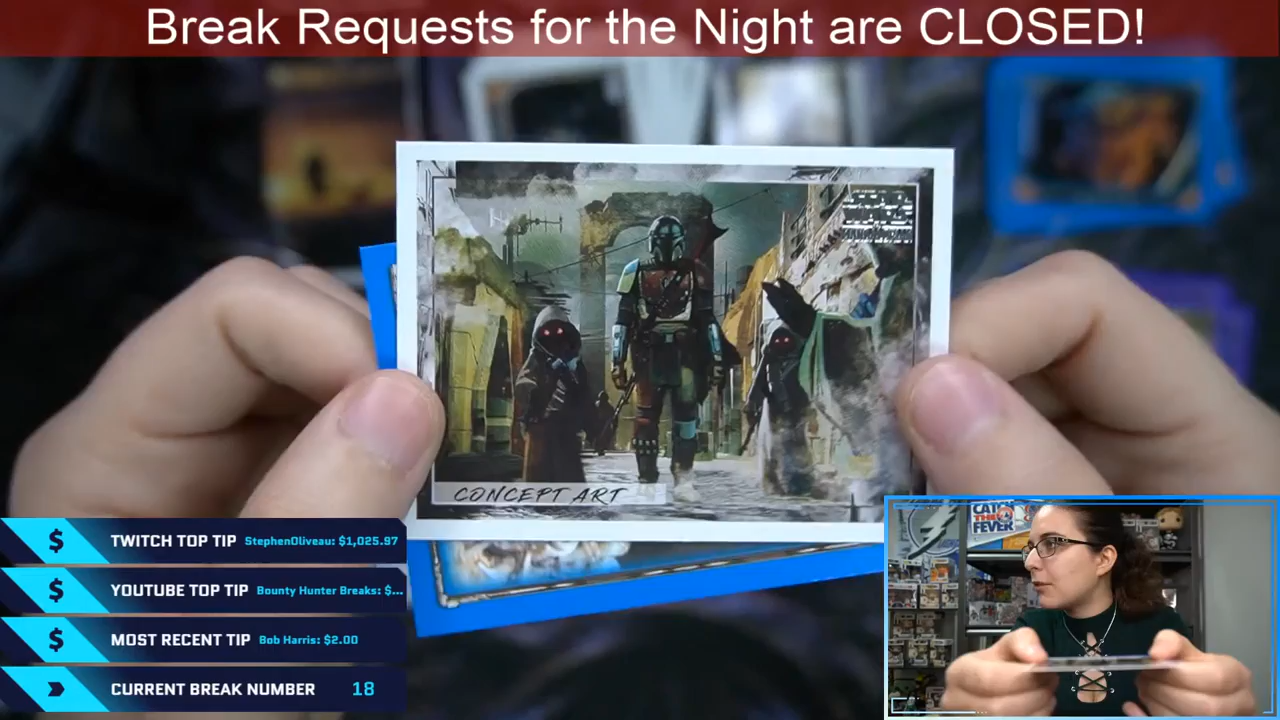 Break Requests for the Night are CLOSED!
CONCEPT ART
CATCH
THE
FEVER
TWITCH TOP TIP StephenOliveau: $1,025.97
YOUTUBE TOP TIP Bounty Hunter Breaks: $...
MOST RECENT TIP Bob Harris: $2.00
CURRENT BREAK NUMBER 18